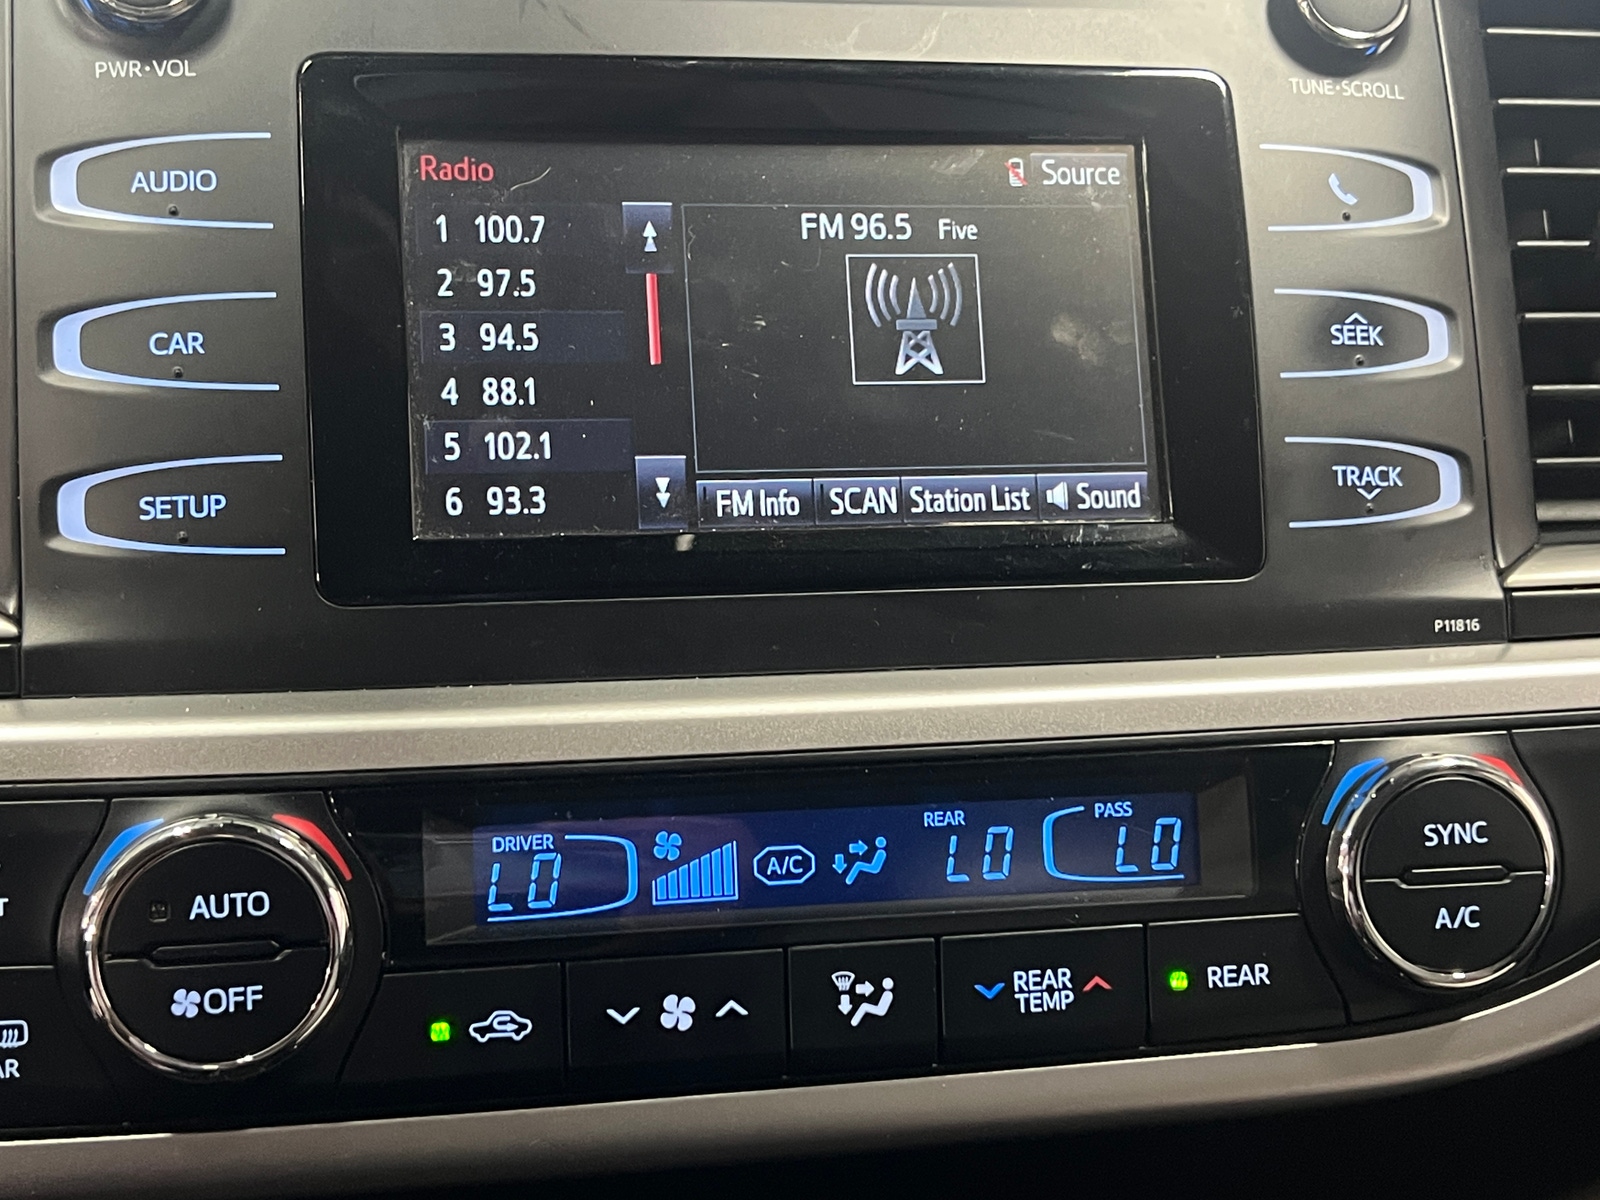 PWR•VOL
TUNE•SCROLL
AUDIO
CAR
SETUP
Radio
Source
1 100.7
2 97.5
3 94.5
4 88.1
5 102.1
6 93.3
FM 96.5 Five
FM Info
SCAN
Station List
Sound
SEEK
TRACK
P11816
DRIVER
LO
A/C
REAR
LO
PASS
LO
AUTO
OFF
REAR
TEMP
REAR
SYNC
A/C